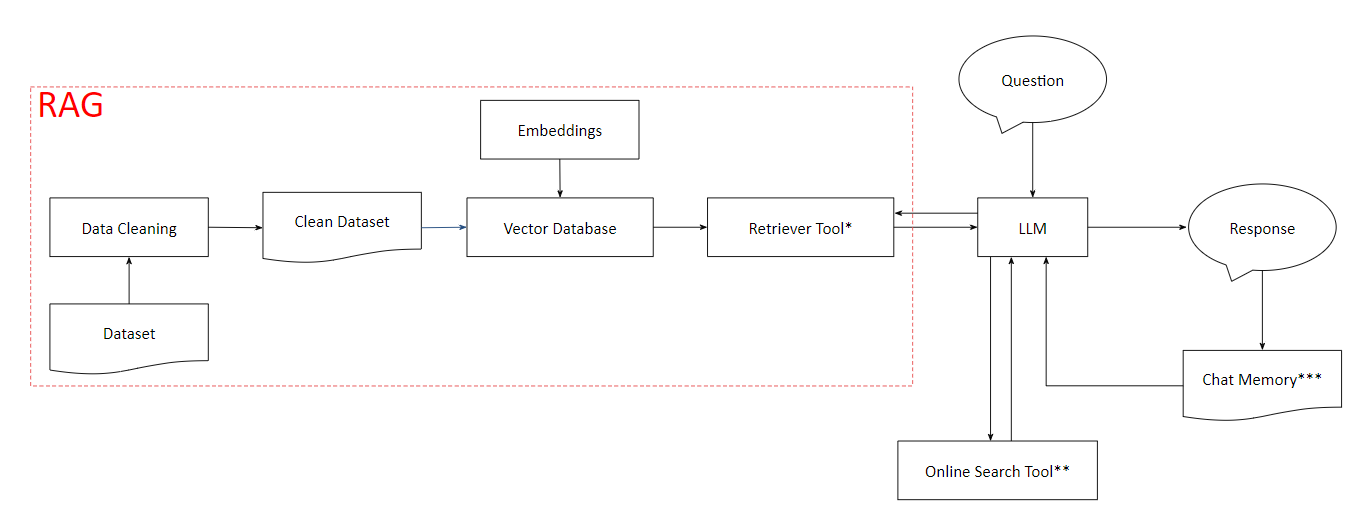 RAG
Question
Embeddings
Data Cleaning
Clean Dataset
Vector Database
Retriever Tool*
LLM
Response
Dataset
Chat Memory***
Online Search Tool**